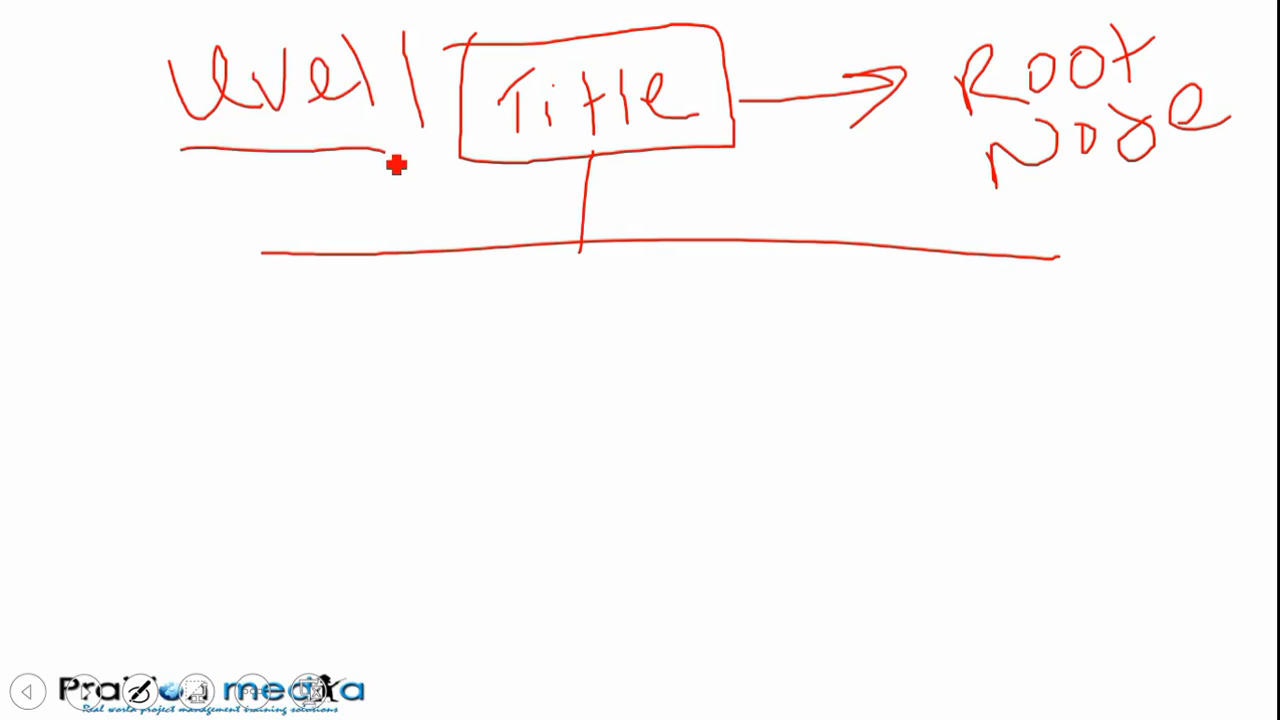 Level 1 Title Root
Node
Real world project management training solutions